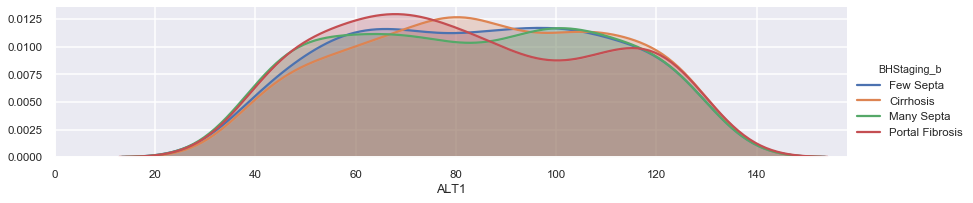 0.0125
0.0100
0.0075
0.0050
0.0025
0.0000
0 20 40 60 80 100 120 140
ALT1
BHStaging_b
Few Septa
Cirrhosis
Many Septa
Portal Fibrosis